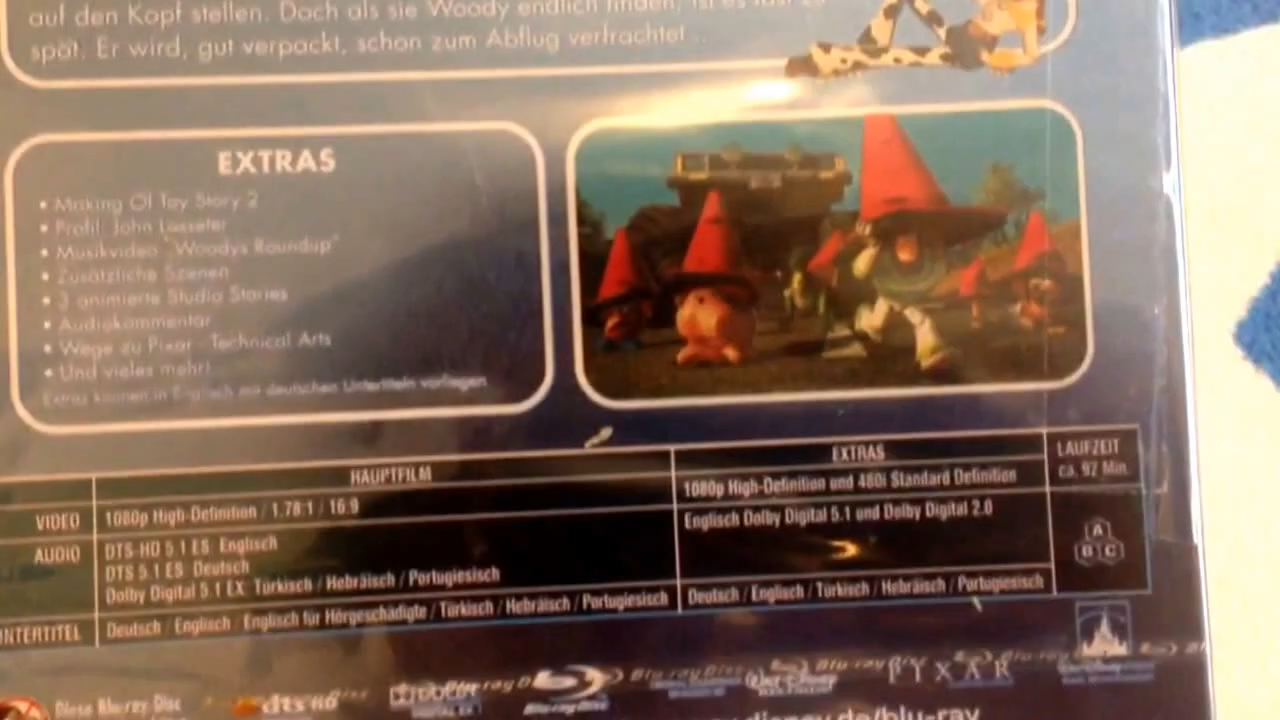 auf den Kopf stellen. Doch als sie Woody endlich finden, ist es fast zu
spät. Er wird, gut verpackt, schon zum Abflug verfrachtet ...
EXTRAS
• Making Of Toy Story 2
• Profil: John Lasseter
• Musikvideo "Woodys Roundup"
• Zusätzliche Szenen
• 3 animierte Studio Stories
• Audiokommentar
• Wege zu Pixar - Technical Arts
• Und vieles mehr!
Extras können in Englisch mit deutschen Untertiteln vorliegen
HAUPTFILM
EXTRAS
LAUFZEIT
ca. 92 Min.
VIDEO
1080p High-Definition / 1.78:1 / 16:9
1080p High-Definition und 480i Standard Definition
AUDIO
DTS-HD 5.1 ES: Englisch
DTS 5.1 ES: Deutsch
Dolby Digital 5.1 EX: Türkisch / Hebräisch / Portugiesisch
Englisch Dolby Digital 5.1 und Dolby Digital 2.0
A
B C
NTERTITEL
Deutsch / Englisch / Englisch für Hörgeschädigte / Türkisch / Hebräisch / Portugiesisch
Deutsch / Englisch / Türkisch / Hebräisch / Portugiesisch
Diese Blu-ray Disc
dts HD
DIGITAL EX
Blu-ray Disc
WALT DISNEY
PIXAR
disney.de/blu-ray